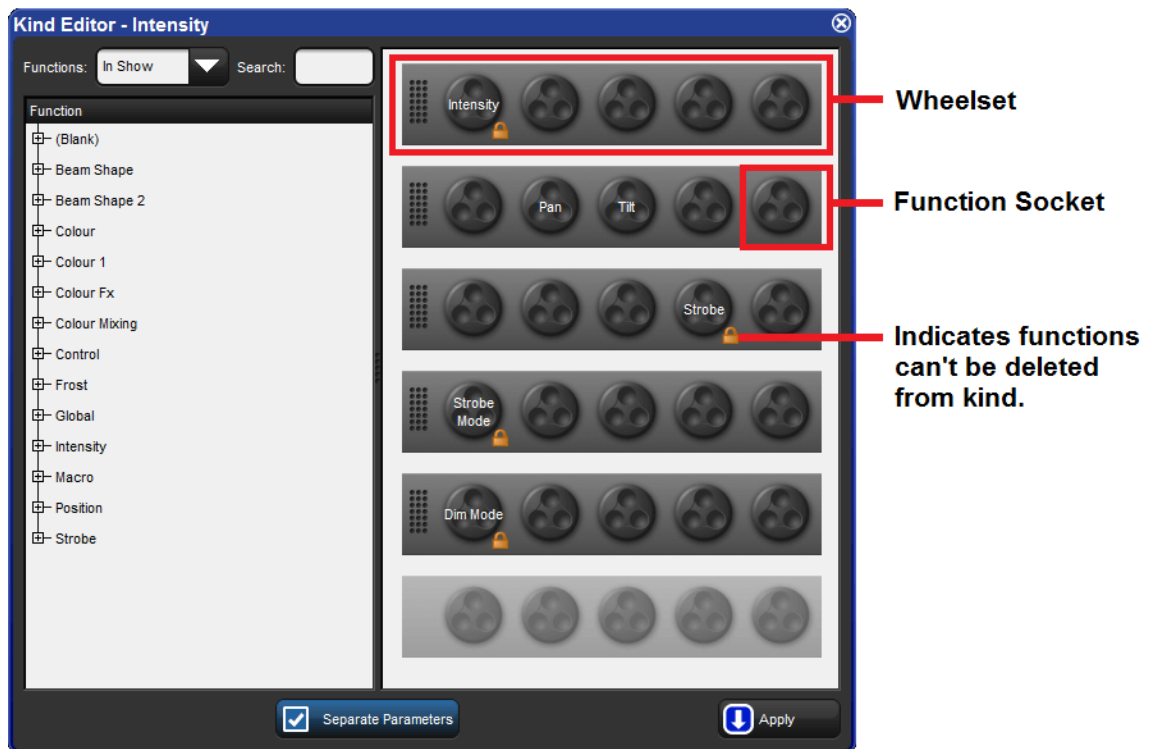 Kind Editor - Intensity
Functions: In Show Search:
Function
(Blank)
Beam Shape
Beam Shape 2
Colour
Colour 1
Colour Fx
Colour Mixing
Control
Frost
Global
Intensity
Macro
Position
Strobe
Intensity
Pan Tilt
Strobe
Strobe
Mode
Dim Mode
Separate Parameters
Apply
Wheelset
Function Socket
Indicates functions
can't be deleted
from kind.